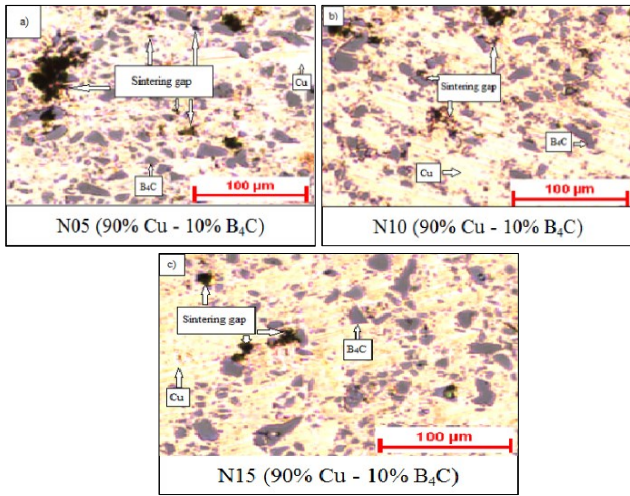 a)
Sintering gap
Cu
B₄C
100 µm
N05 (90% Cu - 10% B₄C)
b)
Sintering gap
B₄C
Cu
100 µm
N10 (90% Cu - 10% B₄C)
c)
Sintering gap
B₄C
Cu
100 µm
N15 (90% Cu - 10% B₄C)